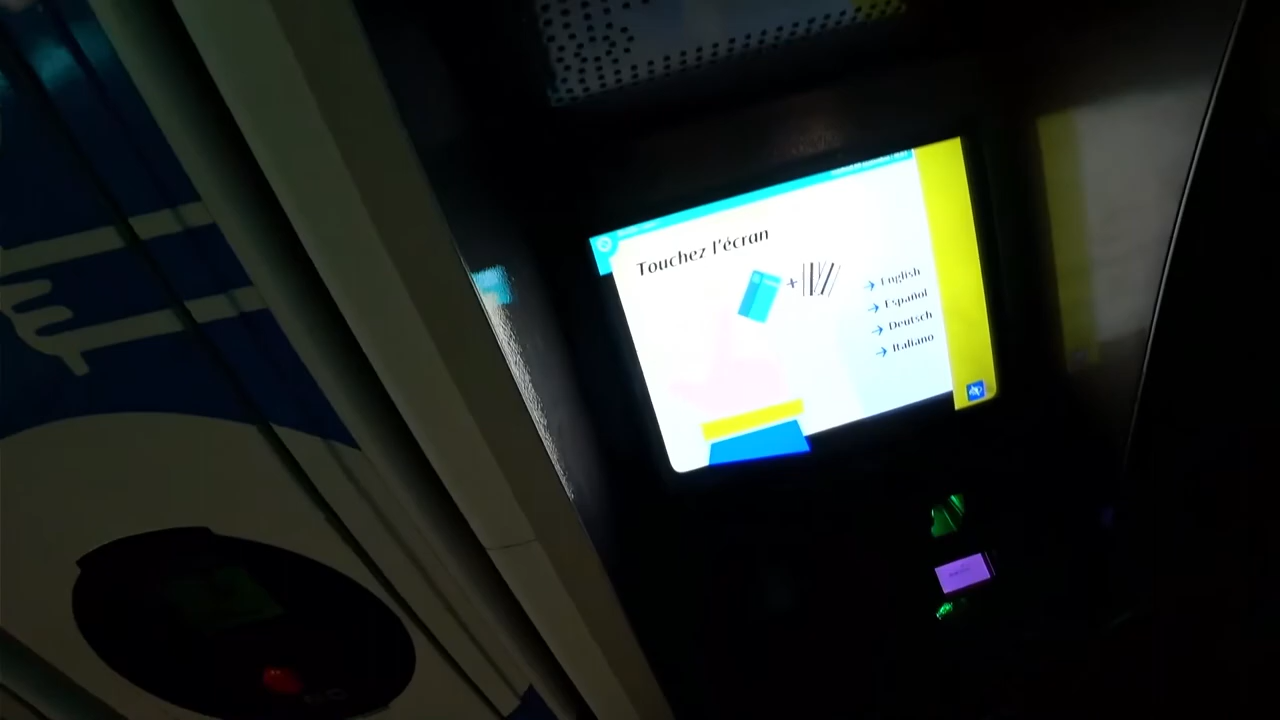 Touchez l'écran
English
Español
Deutsch
Italiano